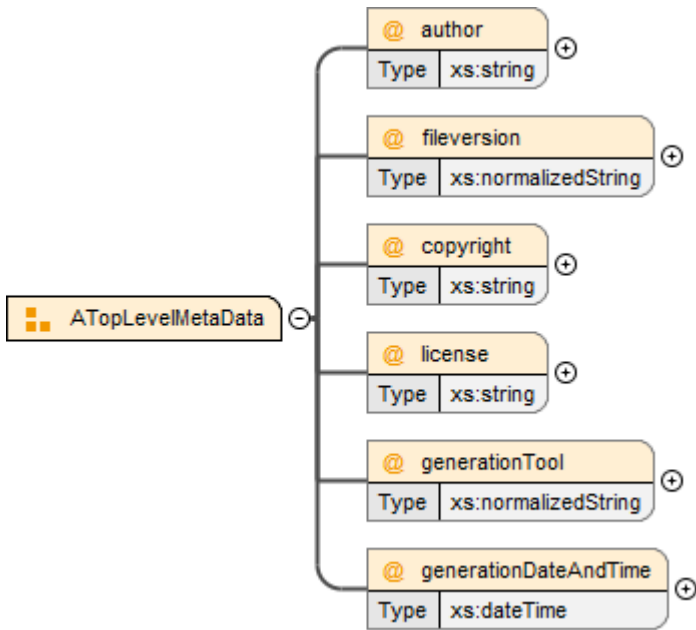 @ author
Type xs:string
@ fileversion
Type xs:normalizedString
@ copyright
Type xs:string
ATopLevelMetaData
@ license
Type xs:string
@ generationTool
Type xs:normalizedString
@ generationDateAndTime
Type xs:dateTime